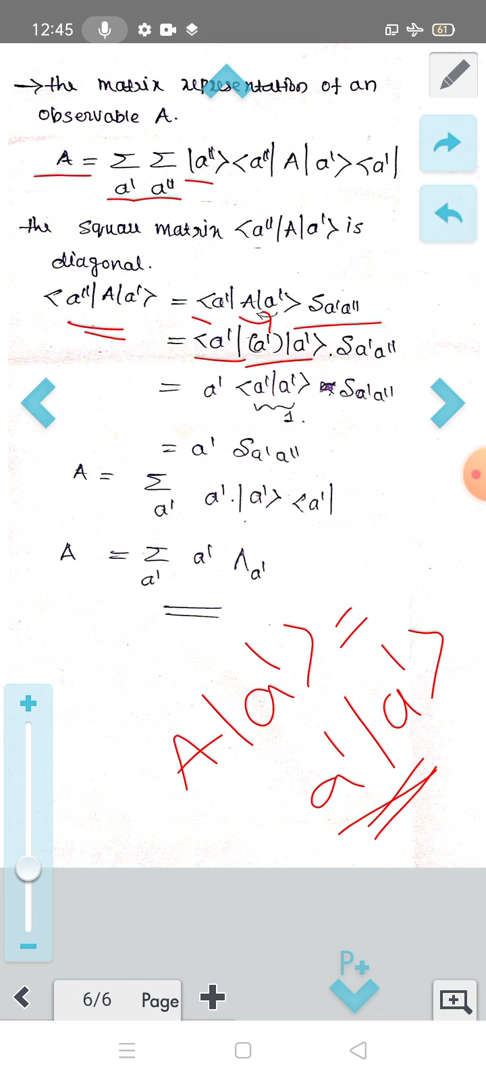 12:45
61
→ the matrix representation of an
observable A.
A = Σ Σ |a"><a"|A|a'><a'|
a' a"
the square matrix <a"|A|a'> is
diagonal.
<a"|A|a'> = <a'|A|a'> δa'a"
= <a'|(a')|a'>. δa'a"
= a' <a'|a'> δa'a"
1.
= a' δa'a"
A = Σ a'.|a'><a'|
a'
A = Σ a' Λa'
a'
A|a'> =
a'|a'>
P+
6/6 Page